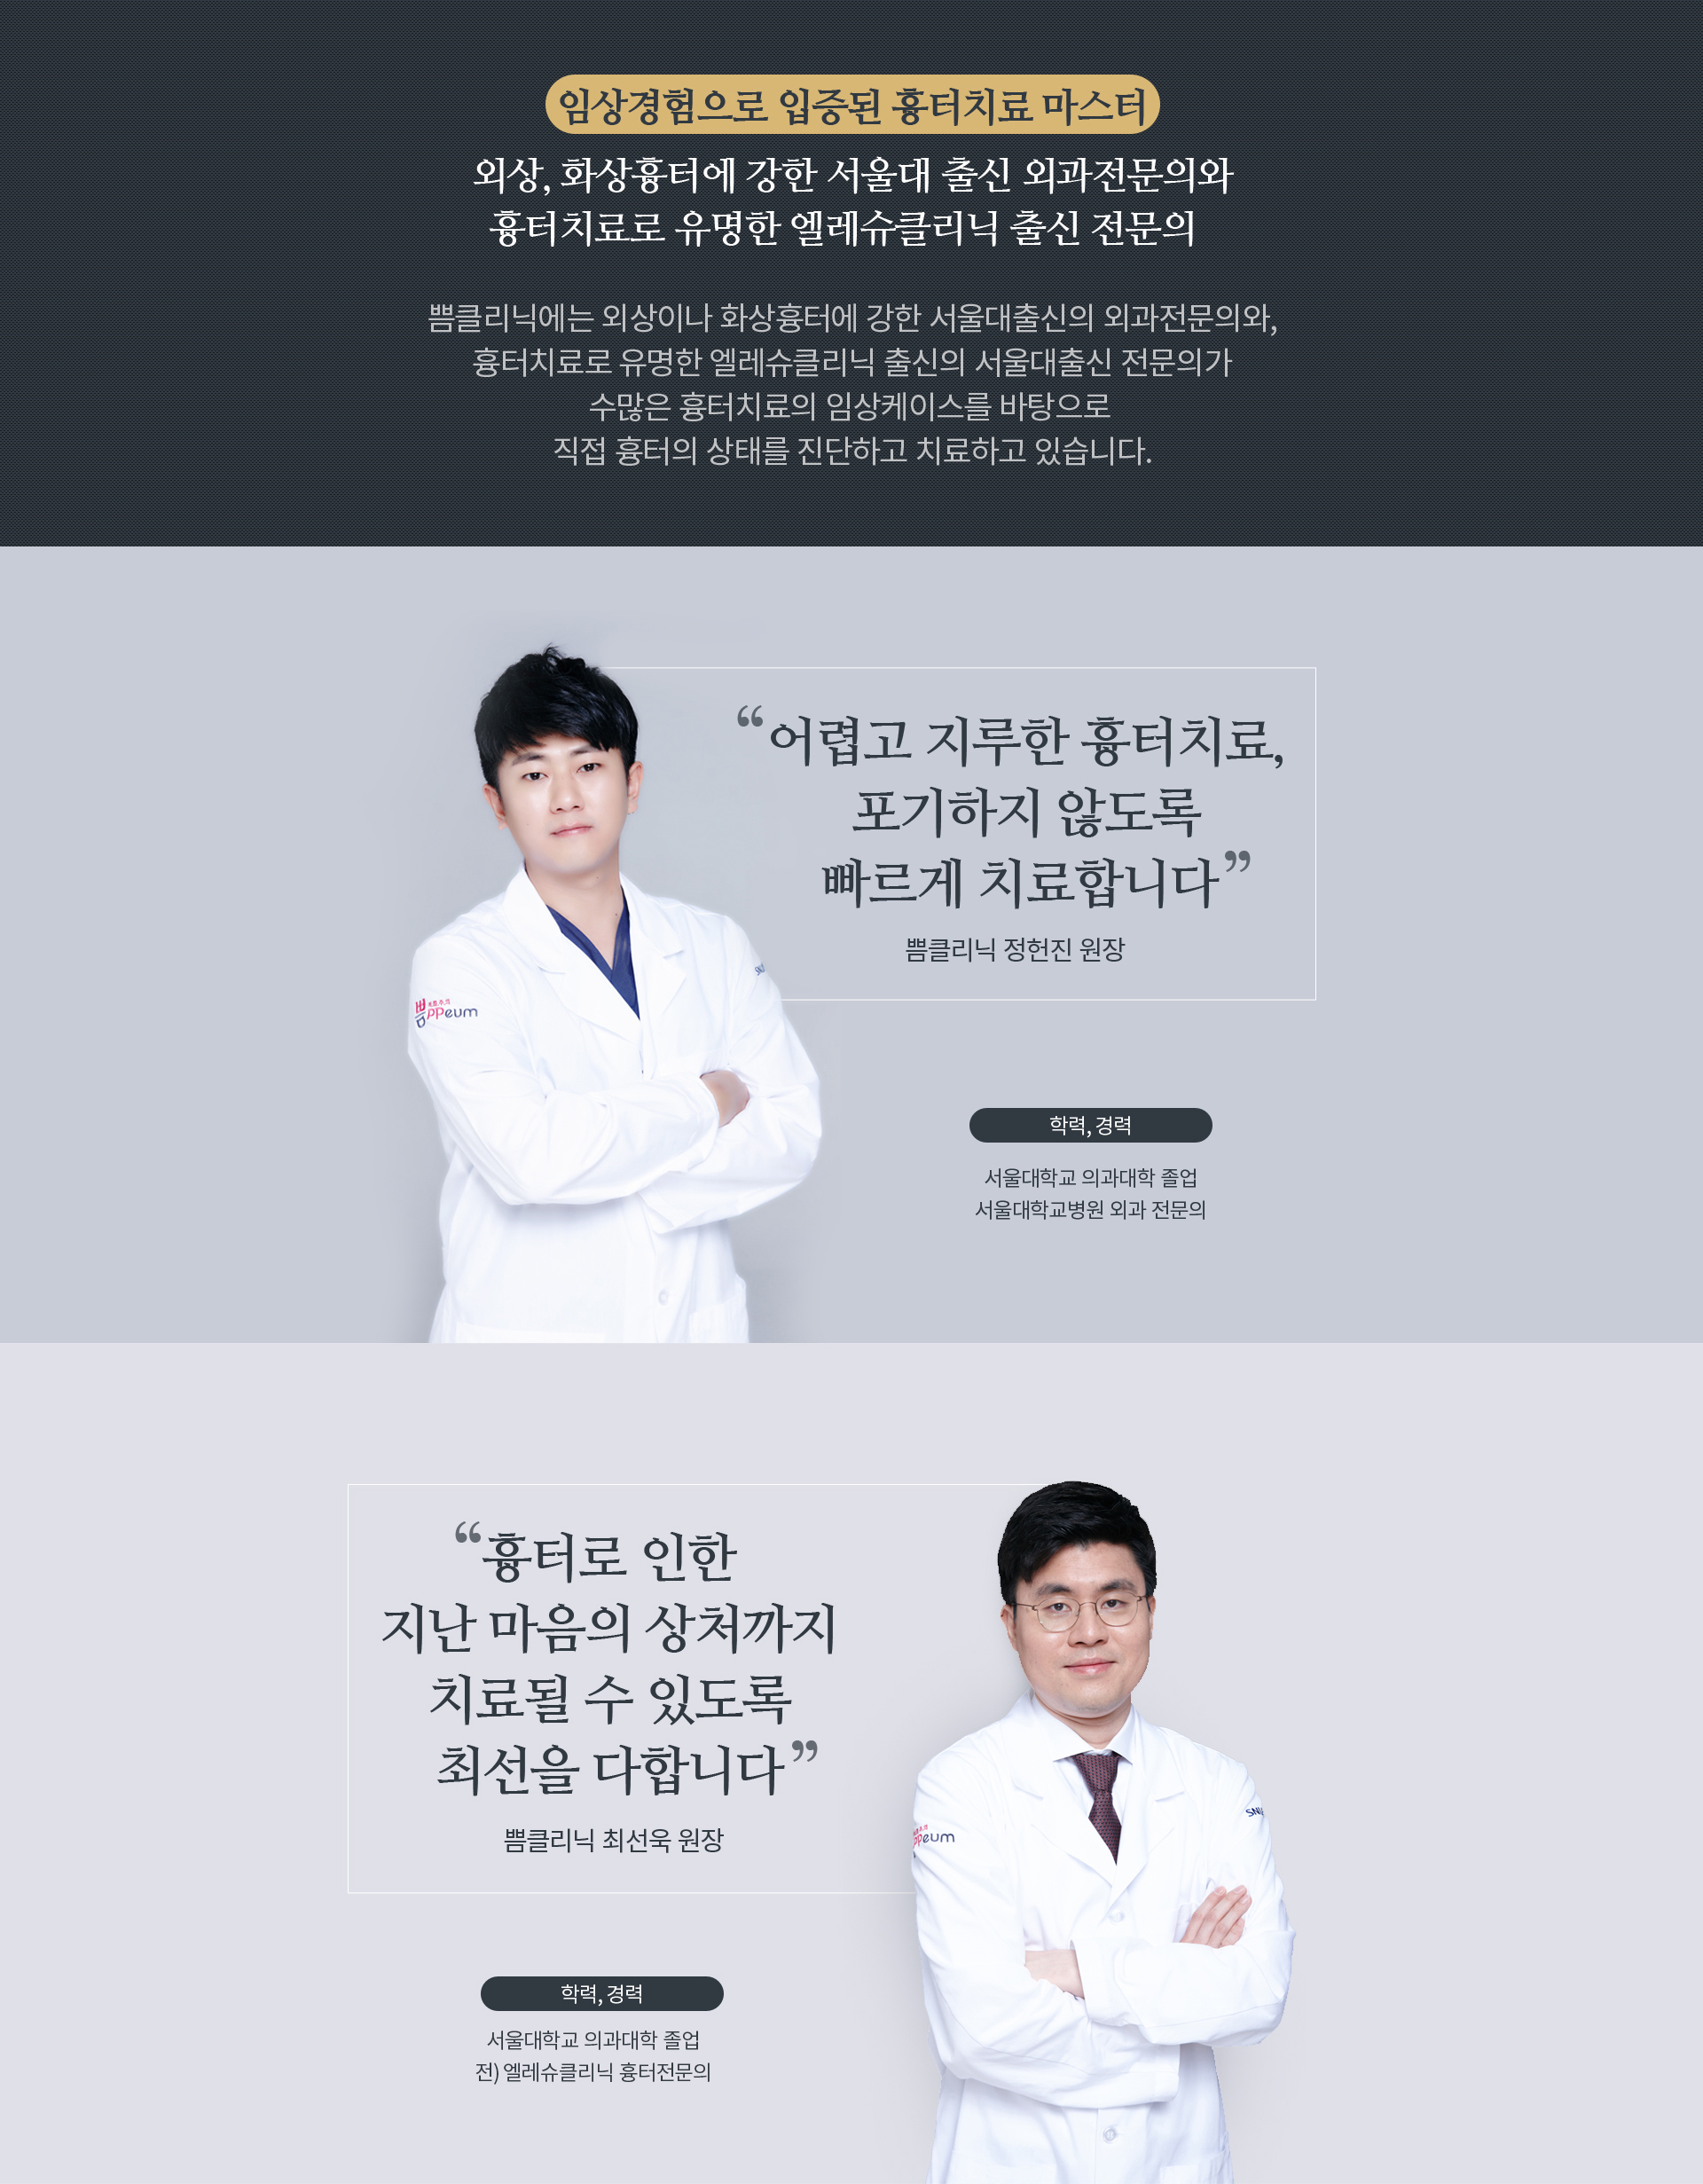 임상경험으로 입증된 흉터치료 마스터
외상, 화상흉터에 강한 서울대 출신 외과전문의와
흉터치료로 유명한 엘레슈클리닉 출신 전문의
쁨클리닉에는 외상이나 화상흉터에 강한 서울대출신의 외과전문의와,
흉터치료로 유명한 엘레슈클리닉 출신의 서울대출신 전문의가
수많은 흉터치료의 임상케이스를 바탕으로
직접 흉터의 상태를 진단하고 치료하고 있습니다.
“어렵고 지루한 흉터치료,
포기하지 않도록
빠르게 치료합니다”
쁨클리닉 정헌진 원장
쁨 PPeum
학력, 경력
서울대학교 의과대학 졸업
서울대학교병원 외과 전문의
“흉터로 인한
지난 마음의 상처까지
치료될 수 있도록
최선을 다합니다”
쁨클리닉 최선욱 원장
PPeum
학력, 경력
서울대학교 의과대학 졸업
전) 엘레슈클리닉 흉터전문의